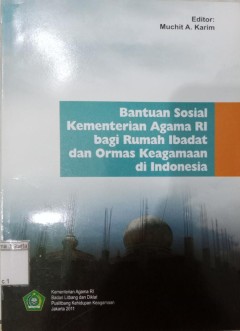 Editor:
Muchit A. Karim
Bantuan Sosial
Kementerian Agama RI
bagi Rumah Ibadat
dan Ormas Keagamaan
di Indonesia
Kementerian Agama RI
Badan Litbang dan Diklat
Puslitbang Kehidupan Keagamaan
Jakarta 2011